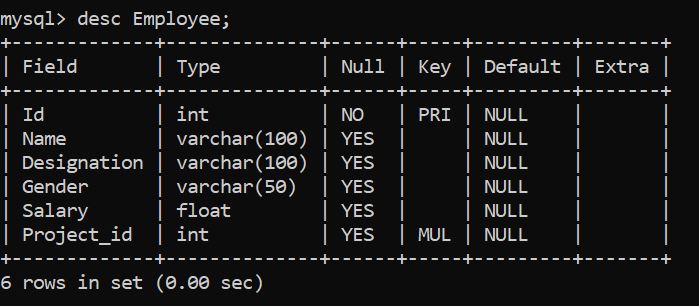 mysql> desc Employee;
+-------------+--------------+------+-----+---------+-------+
| Field       | Type         | Null | Key | Default | Extra |
+-------------+--------------+------+-----+---------+-------+
| Id          | int          | NO   | PRI | NULL    |       |
| Name        | varchar(100) | YES  |     | NULL    |       |
| Designation | varchar(100) | YES  |     | NULL    |       |
| Gender      | varchar(50)  | YES  |     | NULL    |       |
| Salary      | float        | YES  |     | NULL    |       |
| Project_id  | int          | YES  | MUL | NULL    |       |
+-------------+--------------+------+-----+---------+-------+
6 rows in set (0.00 sec)